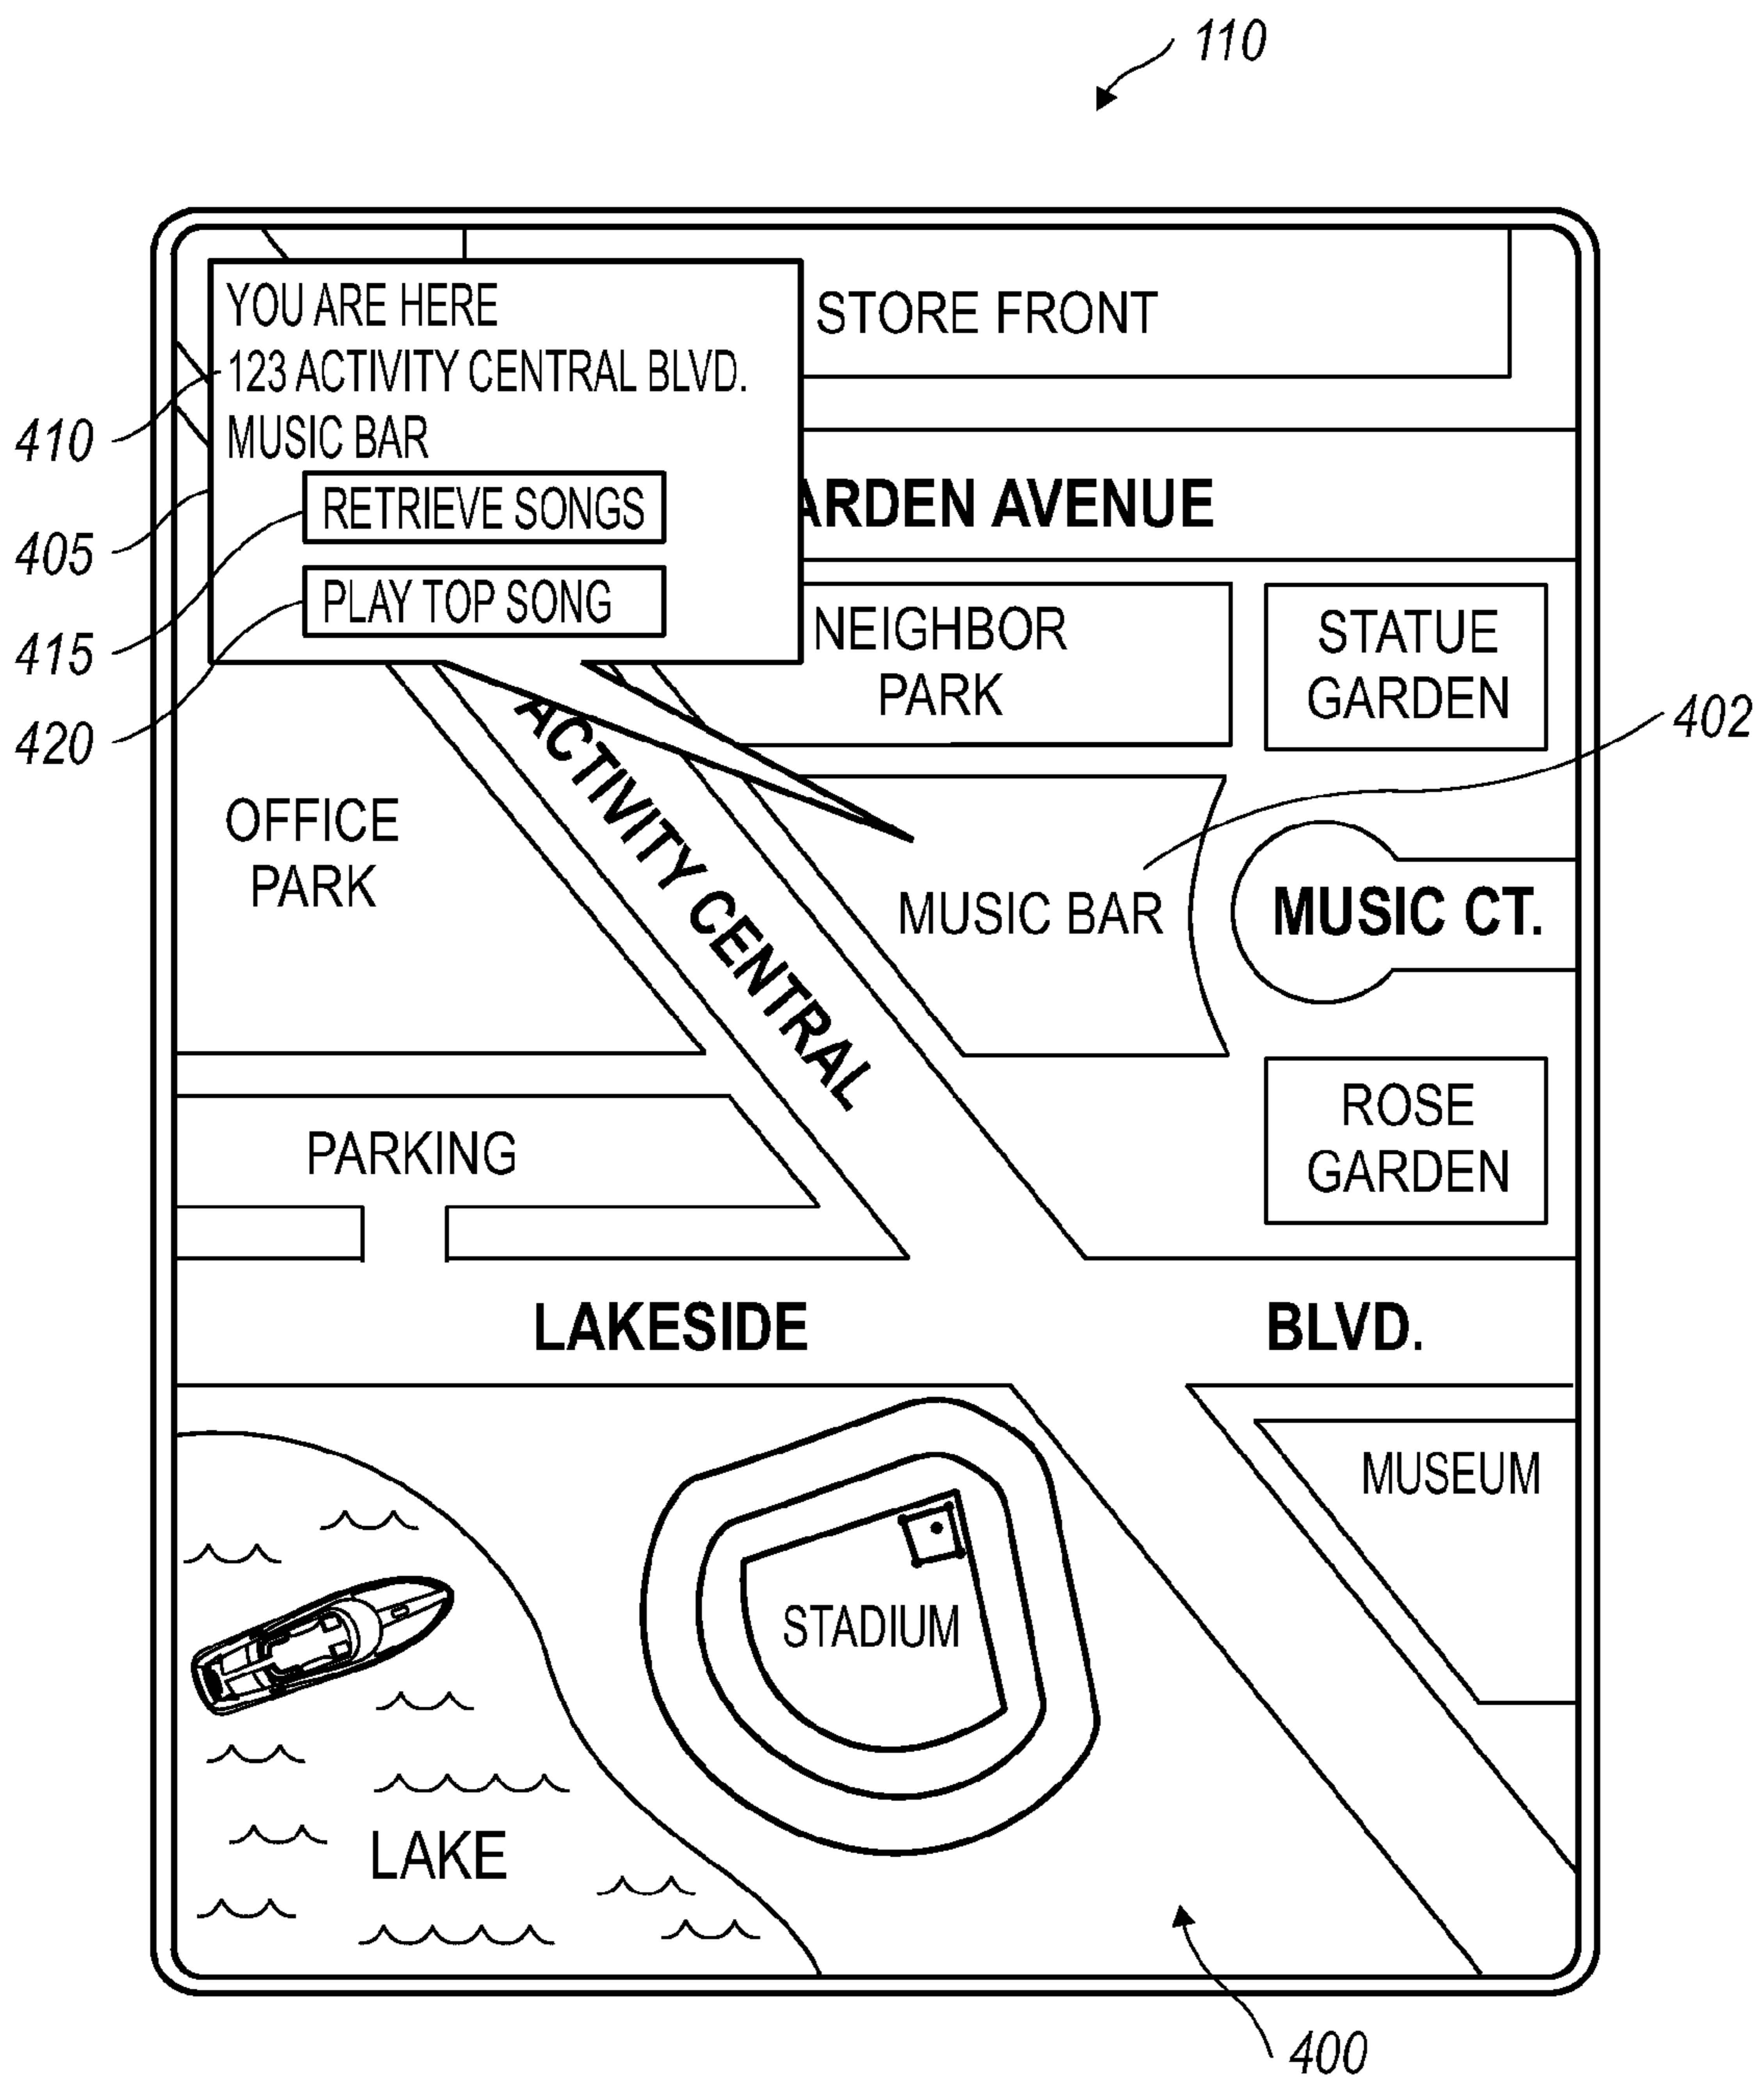 110
YOU ARE HERE
123 ACTIVITY CENTRAL BLVD.
MUSIC BAR
RETRIEVE SONGS
PLAY TOP SONG
410
405
415
420
STORE FRONT
ARDEN AVENUE
NEIGHBOR
PARK
STATUE
GARDEN
402
OFFICE
PARK
ACTIVITY CENTRAL
MUSIC BAR
MUSIC CT.
PARKING
ROSE
GARDEN
LAKESIDE BLVD.
MUSEUM
STADIUM
LAKE
400